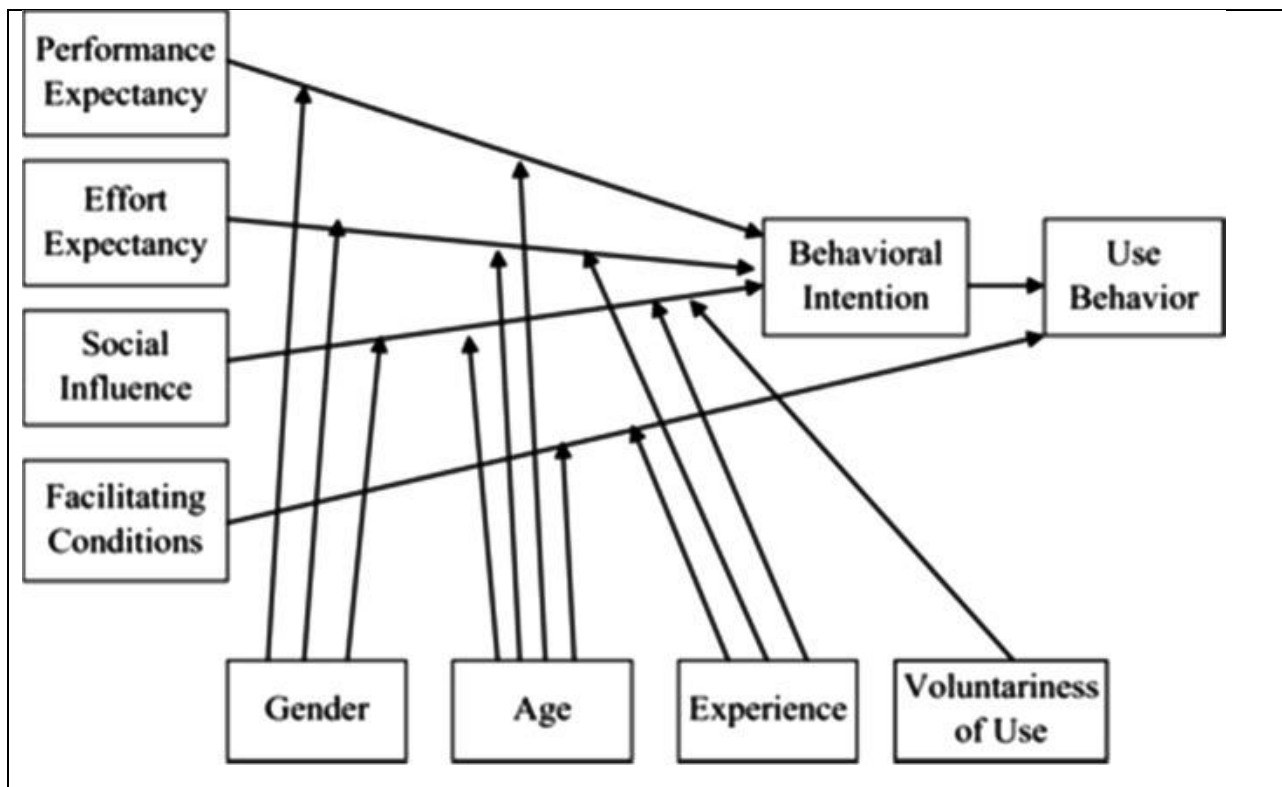 Performance
Expectancy
Effort
Expectancy
Social
Influence
Facilitating
Conditions
Behavioral
Intention
Use
Behavior
Gender
Age
Experience
Voluntariness
of Use